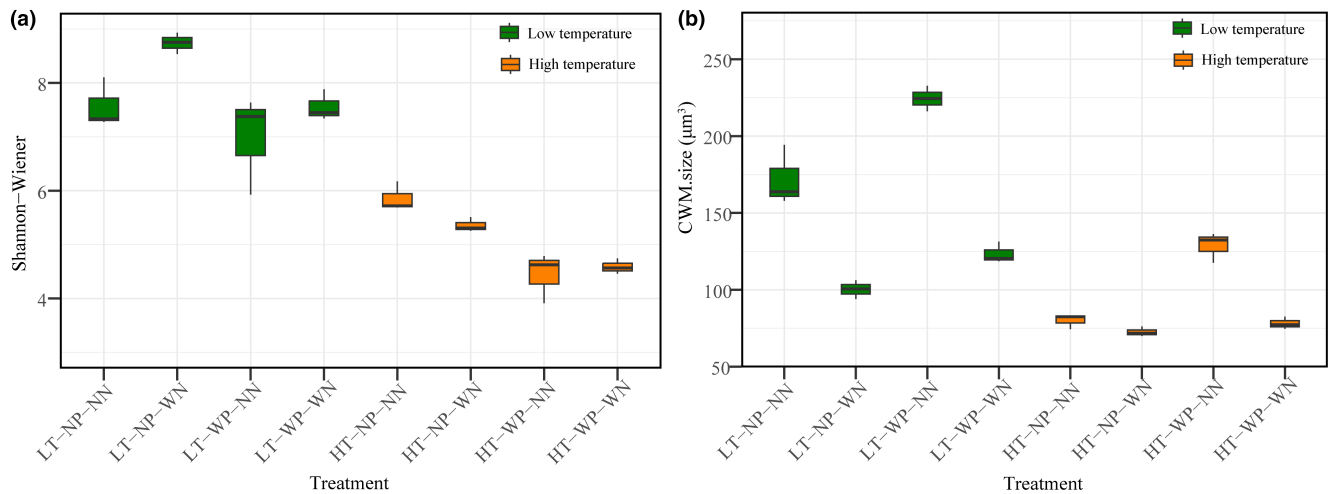 (a)
Low temperature
High temperature
8
6
4
Shannon−Wiener
LT−NP−NN
LT−NP−WN
LT−WP−NN
LT−WP−WN
HT−NP−NN
HT−NP−WN
HT−WP−NN
HT−WP−WN
Treatment
(b)
Low temperature
High temperature
250
200
150
100
50
CWM.size (μm³)
LT−NP−NN
LT−NP−WN
LT−WP−NN
LT−WP−WN
HT−NP−NN
HT−NP−WN
HT−WP−NN
HT−WP−WN
Treatment